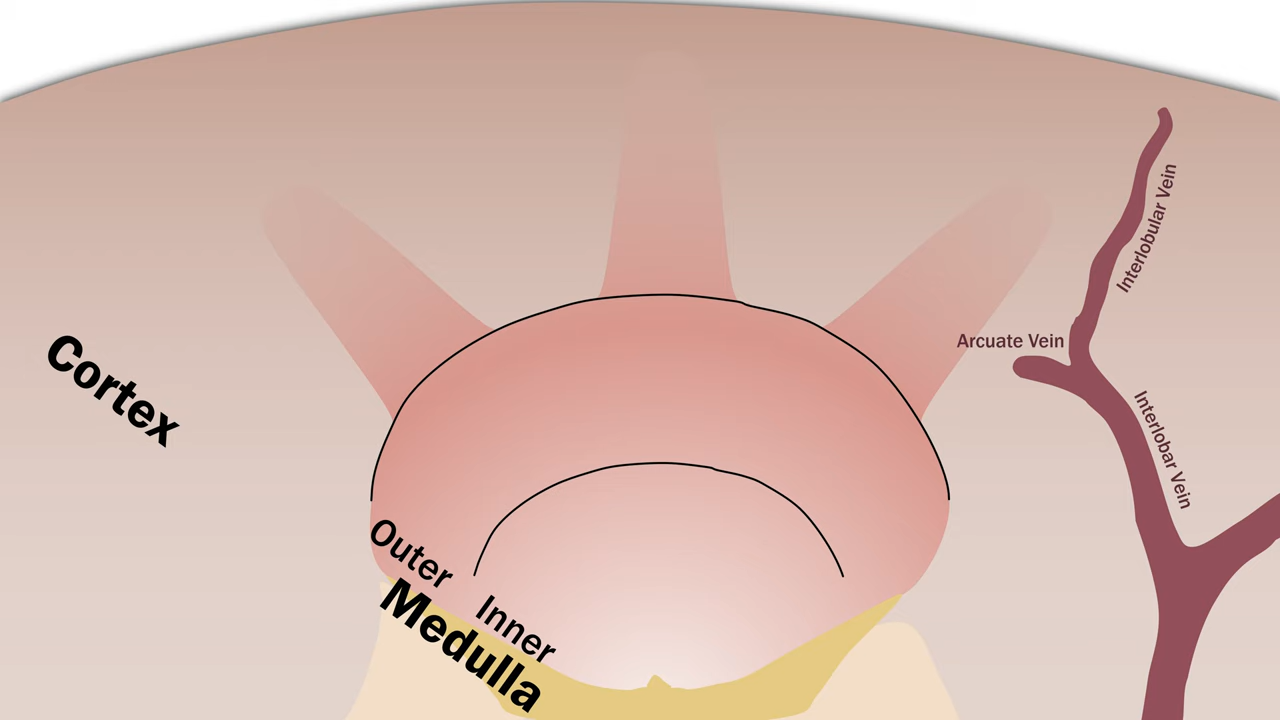 Cortex
Outer
Inner
Medulla
Interlobular Vein
Arcuate Vein
Interlobar Vein